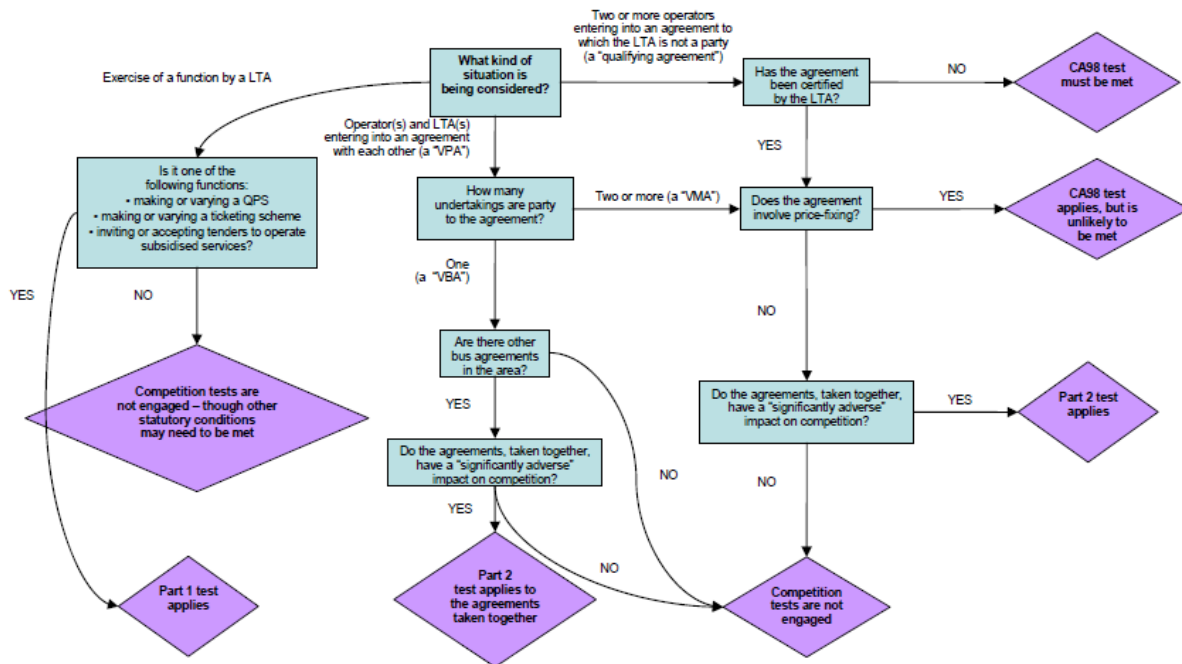 Two or more operators
entering into an agreement to
which the LTA is not a party
(a “qualifying agreement”)
Exercise of a function by a LTA
What kind of
situation is
being considered?
Has the agreement
been certified
by the LTA?
NO
CA98 test
must be met
Operator(s) and LTA(s)
entering into an agreement
with each other (a “VPA”)
YES
Is it one of the
following functions:
• making or varying a QPS
• making or varying a ticketing scheme
• inviting or accepting tenders to operate
subsidised services?
How many
undertakings are party
to the agreement?
Two or more (a “VMA”)
Does the agreement
involve price-fixing?
YES
CA98 test
applies, but is
unlikely to
be met
One
(a “VBA”)
YES
NO
NO
Are there other
bus agreements
in the area?
Competition tests are
not engaged – though other
statutory conditions
may need to be met
YES
Do the agreements, taken together,
have a “significantly adverse”
impact on competition?
YES
Part 2 test
applies
Do the agreements, taken together,
have a “significantly adverse”
impact on competition?
NO
NO
YES
NO
Part 1 test
applies
Part 2
test applies to
the agreements
taken together
Competition
tests are not
engaged